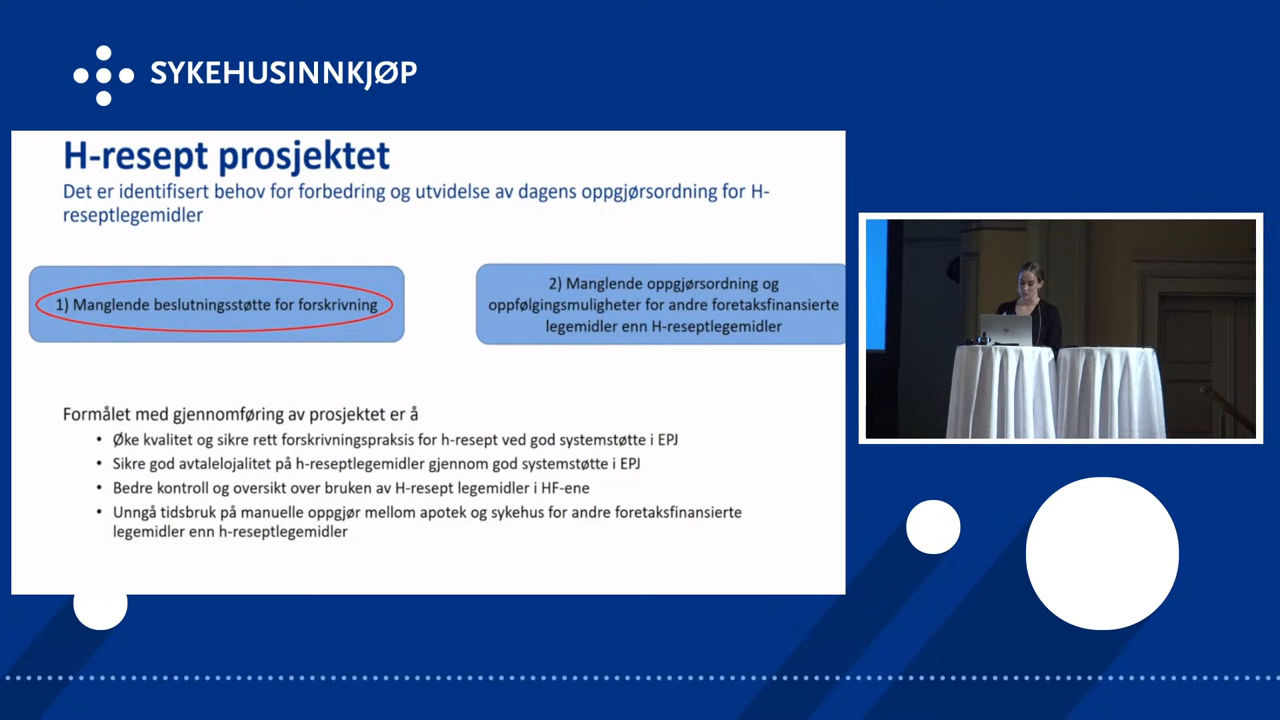 SYKEHUSINNKJØP
H-resept prosjektet
Det er identifisert behov for forbedring og utvidelse av dagens oppgjørsordning for H-
reseptlegemidler
1) Manglende beslutningsstøtte for forskrivning
2) Manglende oppgjørsordning og
oppfølgingsmuligheter for andre foretaksfinansierte
legemidler enn H-reseptlegemidler
Formålet med gjennomføring av prosjektet er å
• Øke kvalitet og sikre rett forskrivningspraksis for h-resept ved god systemstøtte i EPJ
• Sikre god avtalelojalitet på h-reseptlegemidler gjennom god systemstøtte i EPJ
• Bedre kontroll og oversikt over bruken av H-resept legemidler i HF-ene
• Unngå tidsbruk på manuelle oppgjør mellom apotek og sykehus for andre foretaksfinansierte
legemidler enn h-reseptlegemidler